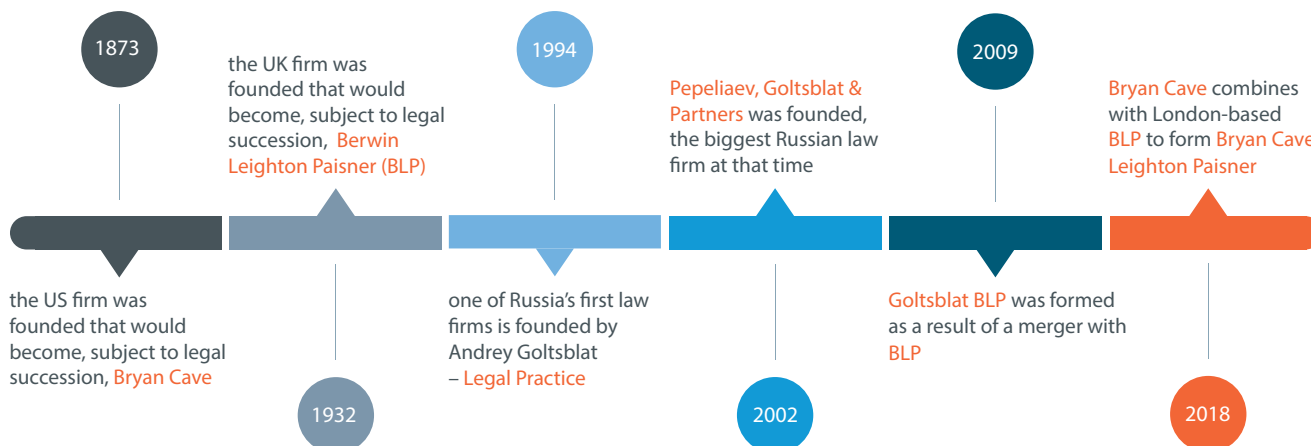 1873
the US firm was
founded that would
become, subject to legal
succession, Bryan Cave
the UK firm was
founded that would
become, subject to legal
succession, Berwin
Leighton Paisner (BLP)
1932
1994
one of Russia’s first law
firms is founded by
Andrey Goltsblat
– Legal Practice
Pepeliaev, Goltsblat &
Partners was founded,
the biggest Russian law
firm at that time
2002
2009
Goltsblat BLP was formed
as a result of a merger with
BLP
Bryan Cave combines
with London-based
BLP to form Bryan Cave
Leighton Paisner
2018